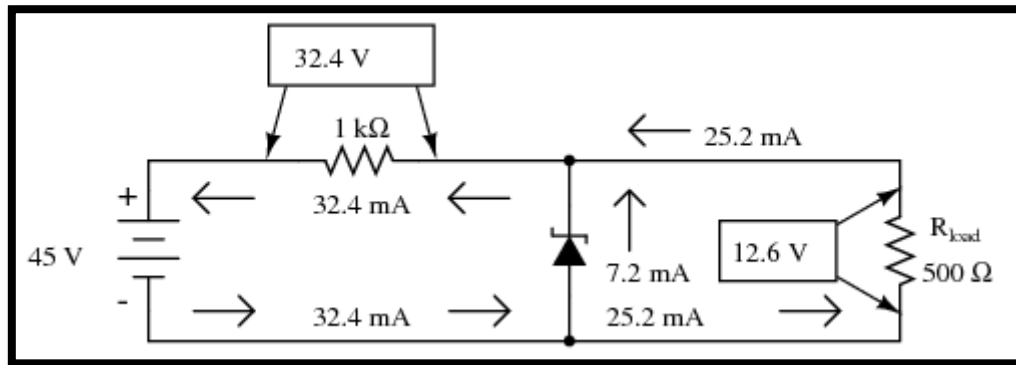 32.4 V
1 kΩ
25.2 mA
+
32.4 mA
45 V
12.6 V
R load
7.2 mA
500 Ω
-
32.4 mA
25.2 mA